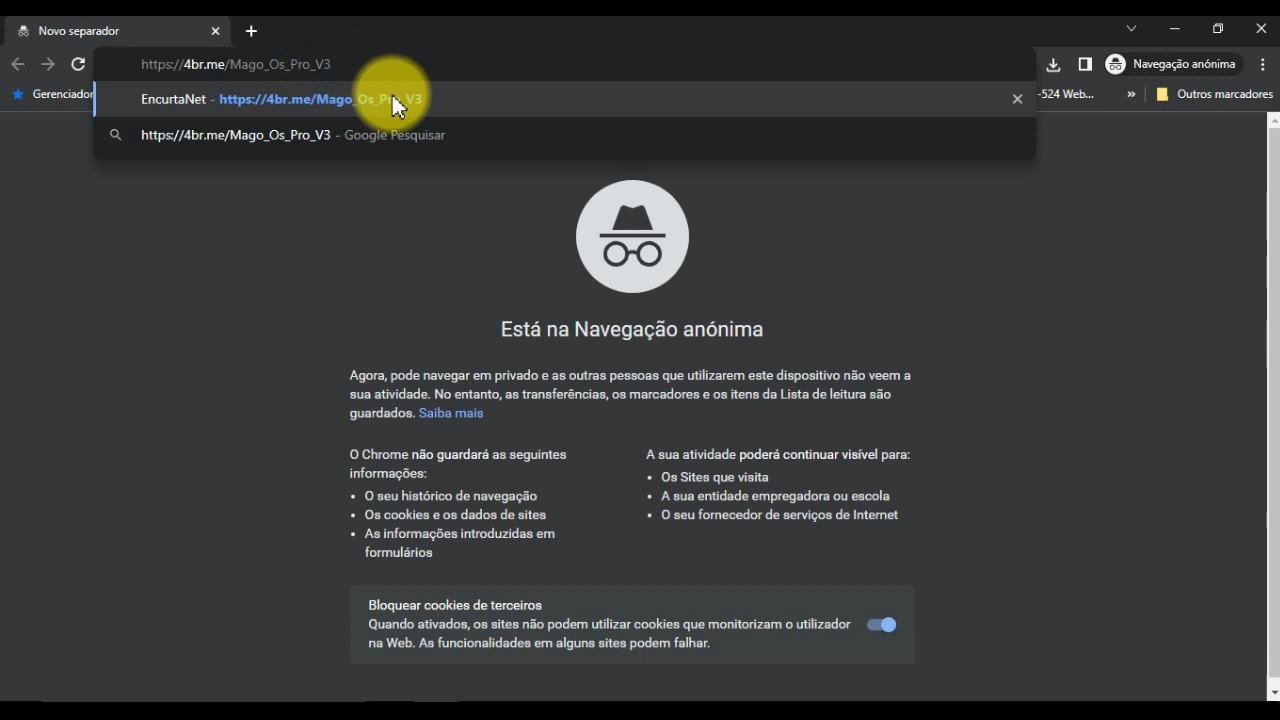 Novo separador
https://4br.me/Mago_Os_Pro_V3
Navegação anónima
Gerenciador
EncurtaNet - https://4br.me/Mago_Os_Pro_V3
-524 Web...
»
Outros marcadores
https://4br.me/Mago_Os_Pro_V3 - Google Pesquisar
Está na Navegação anónima
Agora, pode navegar em privado e as outras pessoas que utilizarem este dispositivo não veem a
sua atividade. No entanto, as transferências, os marcadores e os itens da Lista de leitura são
guardados. Saiba mais
O Chrome não guardará as seguintes
informações:
• O seu histórico de navegação
• Os cookies e os dados de sites
• As informações introduzidas em
formulários
A sua atividade poderá continuar visível para:
• Os Sites que visita
• A sua entidade empregadora ou escola
• O seu fornecedor de serviços de Internet
Bloquear cookies de terceiros
Quando ativados, os sites não podem utilizar cookies que monitorizam o utilizador
na Web. As funcionalidades em alguns sites podem falhar.